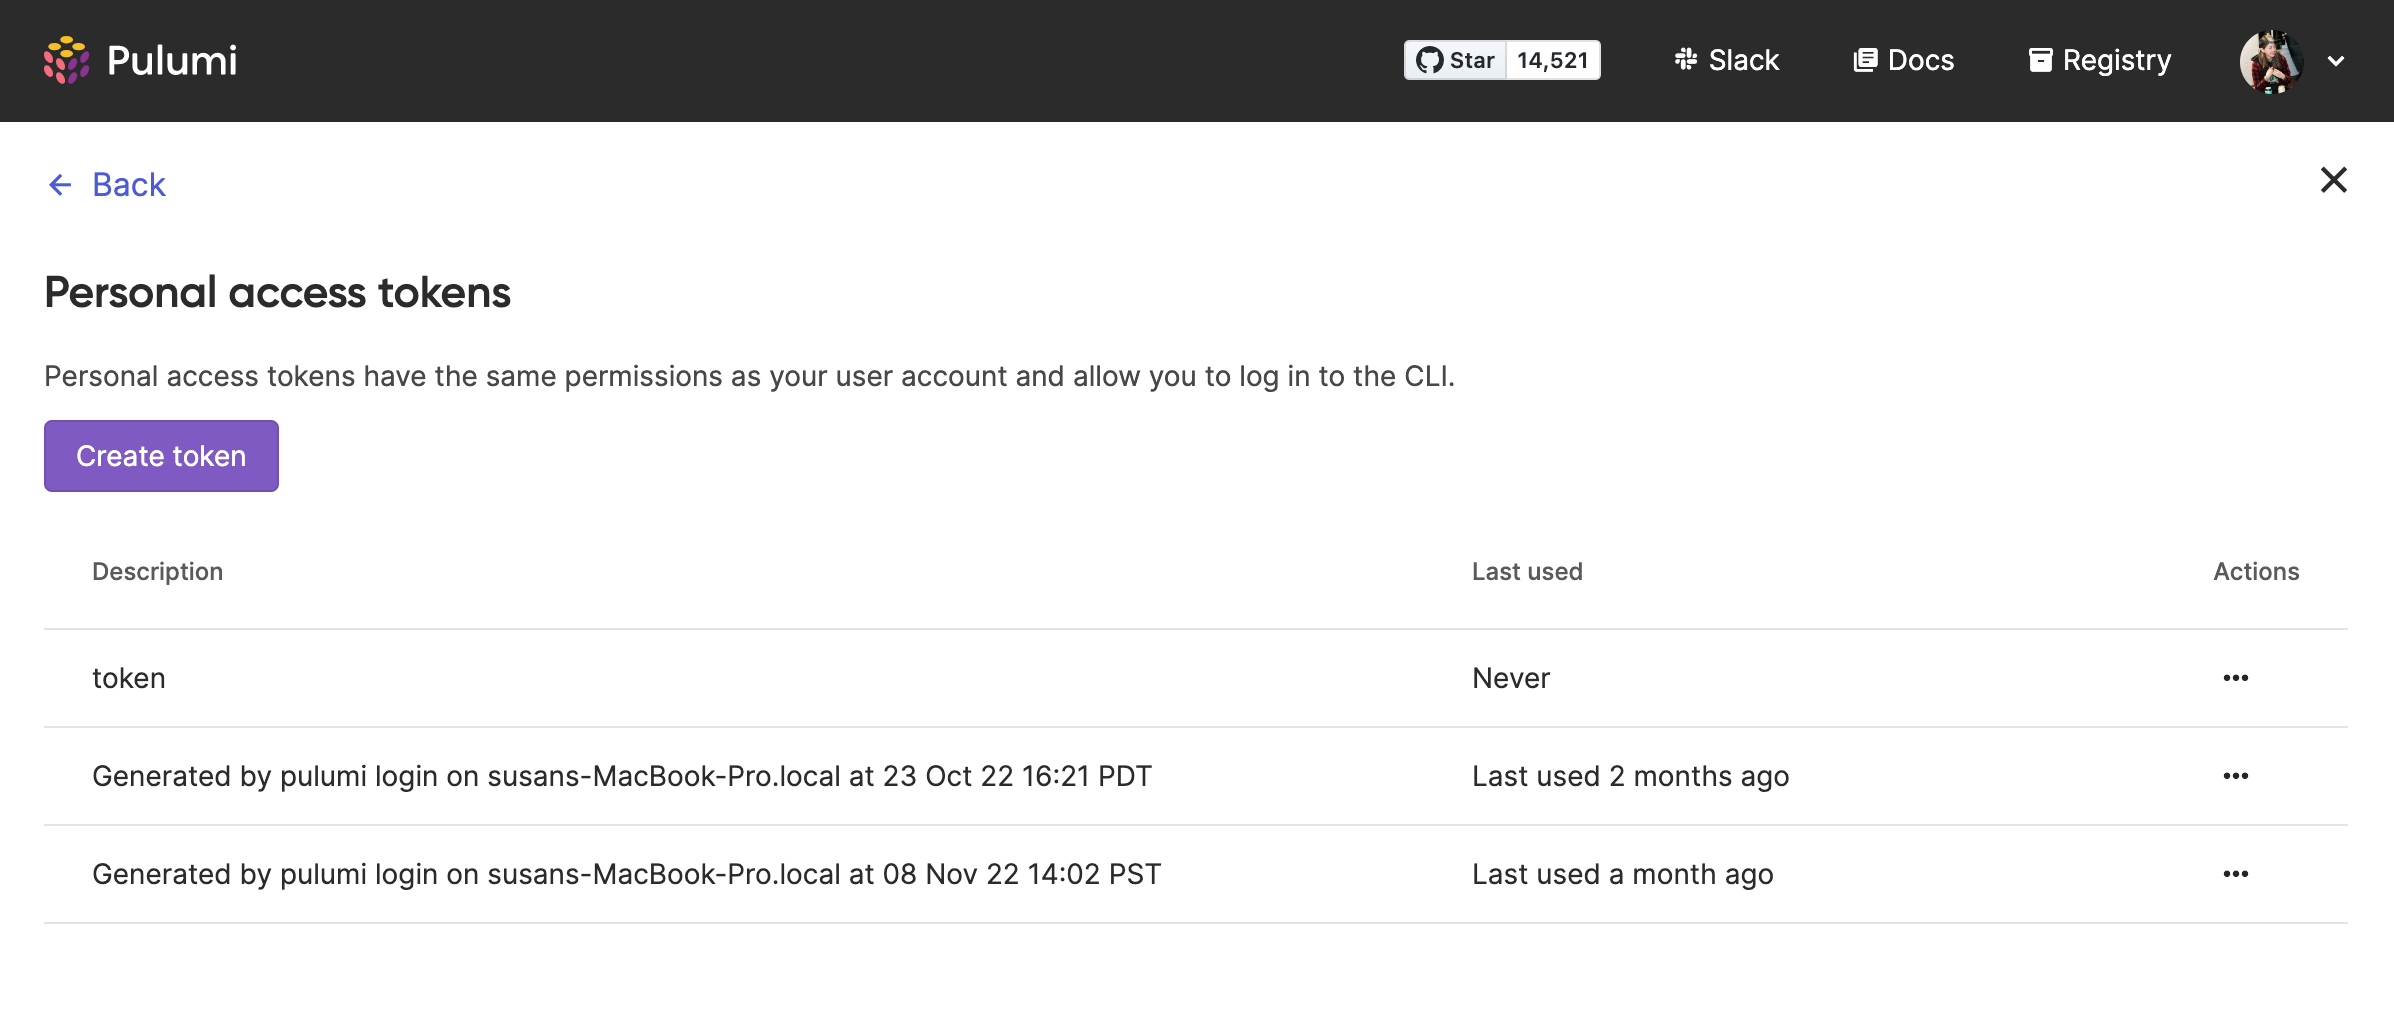 Pulumi
Star 14,521
Slack
Docs
Registry
Back
Personal access tokens
Personal access tokens have the same permissions as your user account and allow you to log in to the CLI.
Create token
Description Last used Actions
token Never
Generated by pulumi login on susans-MacBook-Pro.local at 23 Oct 22 16:21 PDT Last used 2 months ago
Generated by pulumi login on susans-MacBook-Pro.local at 08 Nov 22 14:02 PST Last used a month ago